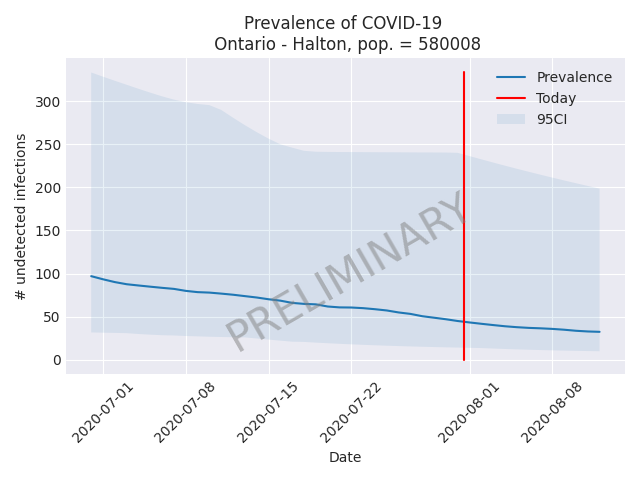 Prevalence of COVID-19
Ontario - Halton, pop. = 580008
Prevalence
Today
95CI
300
250
200
150
100
50
0
# undetected infections
PRELIMINARY
2020-07-01
2020-07-08
2020-07-15
2020-07-22
2020-08-01
2020-08-08
Date